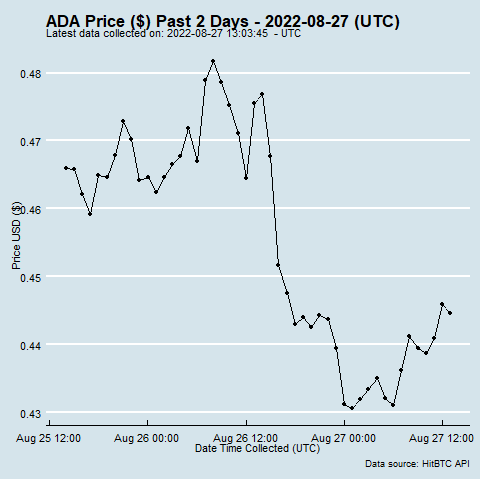 ADA Price ($) Past 2 Days - 2022-08-27 (UTC)
Latest data collected on: 2022-08-27 13:03:45 - UTC
Price USD ($)
0.48
0.47
0.46
0.45
0.44
0.43
Aug 25 12:00 Aug 26 00:00 Aug 26 12:00 Aug 27 00:00 Aug 27 12:00
Date Time Collected (UTC)
Data source: HitBTC API